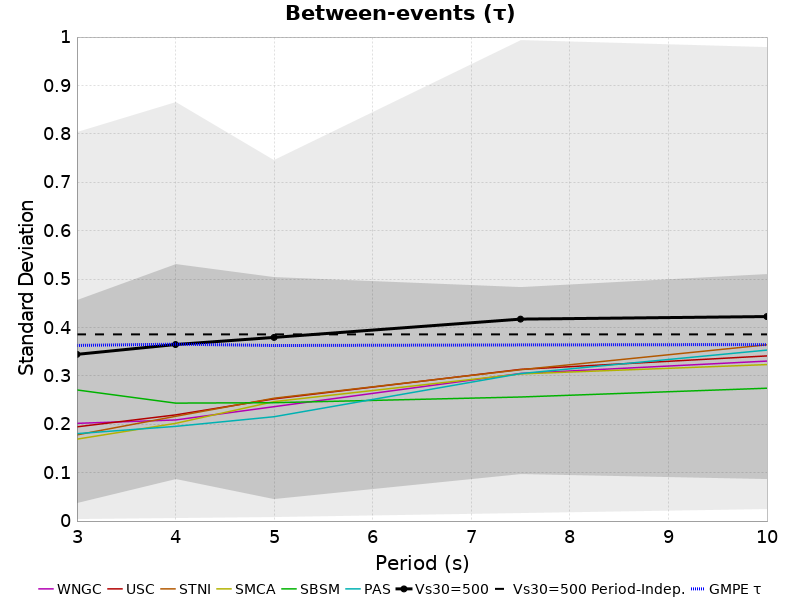 Between-events (τ)
1
0.9
0.8
0.7
0.6
0.5
0.4
0.3
0.2
0.1
0
Standard Deviation
3 4 5 6 7 8 9 10
Period (s)
WNGC USC STNI SMCA SBSM PAS Vs30=500 Vs30=500 Period-Indep. GMPE τ